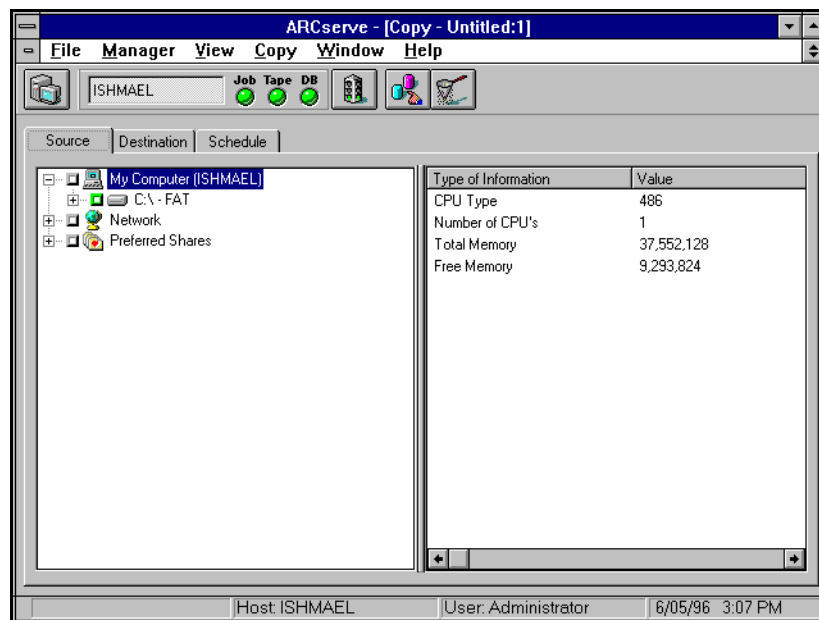 ARCserve - [Copy - Untitled:1]
File Manager View Copy Window Help
ISHMAEL Job Tape DB
Source Destination Schedule
My Computer (ISHMAEL)
C:\ - FAT
Network
Preferred Shares
Type of Information Value
CPU Type 486
Number of CPU's 1
Total Memory 37,552,128
Free Memory 9,293,824
Host: ISHMAEL User: Administrator 6/05/96 3:07 PM